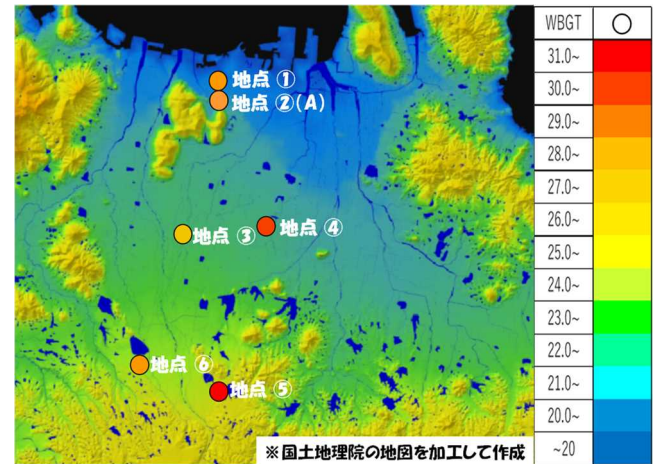 WBGT ○
31.0~
30.0~
29.0~
28.0~
27.0~
26.0~
25.0~
24.0~
23.0~
22.0~
21.0~
20.0~
~20
地点 ①
地点 ②(A)
地点 ③
地点 ④
地点 ⑥
地点 ⑤
※国土地理院の地図を加工して作成